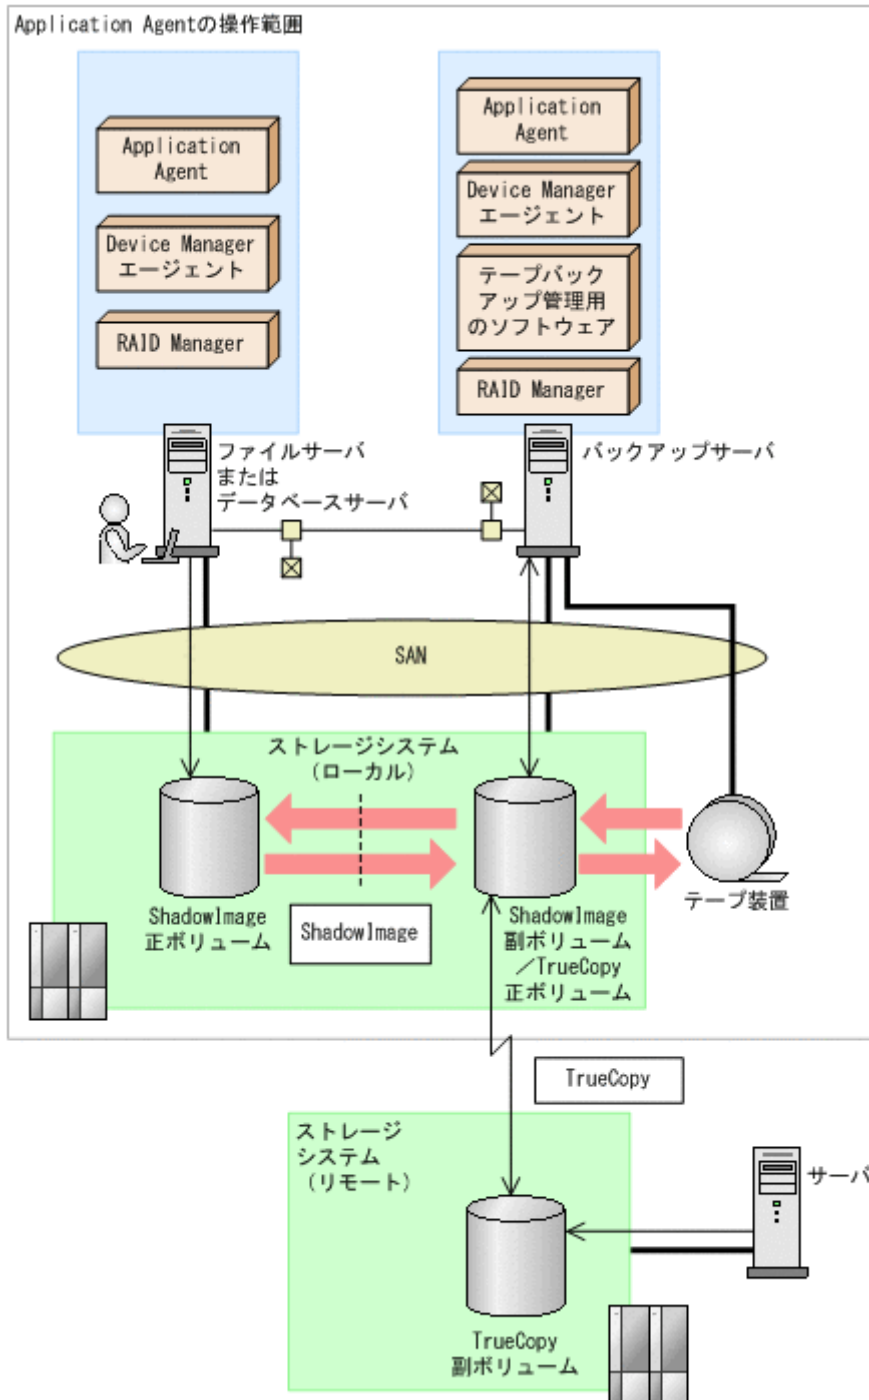 Application Agentの操作範囲
Application
Agent
Device Manager
エージェント
RAID Manager
Application
Agent
Device Manager
エージェント
テープバック
アップ管理用
のソフトウェア
RAID Manager
ファイルサーバ
または
データベースサーバ
バックアップサーバ
SAN
ストレージシステム
(ローカル)
ShadowImage
正ボリューム
ShadowImage
ShadowImage
副ボリューム
/TrueCopy
正ボリューム
テープ装置
TrueCopy
ストレージ
システム
(リモート)
サーバ
TrueCopy
副ボリューム